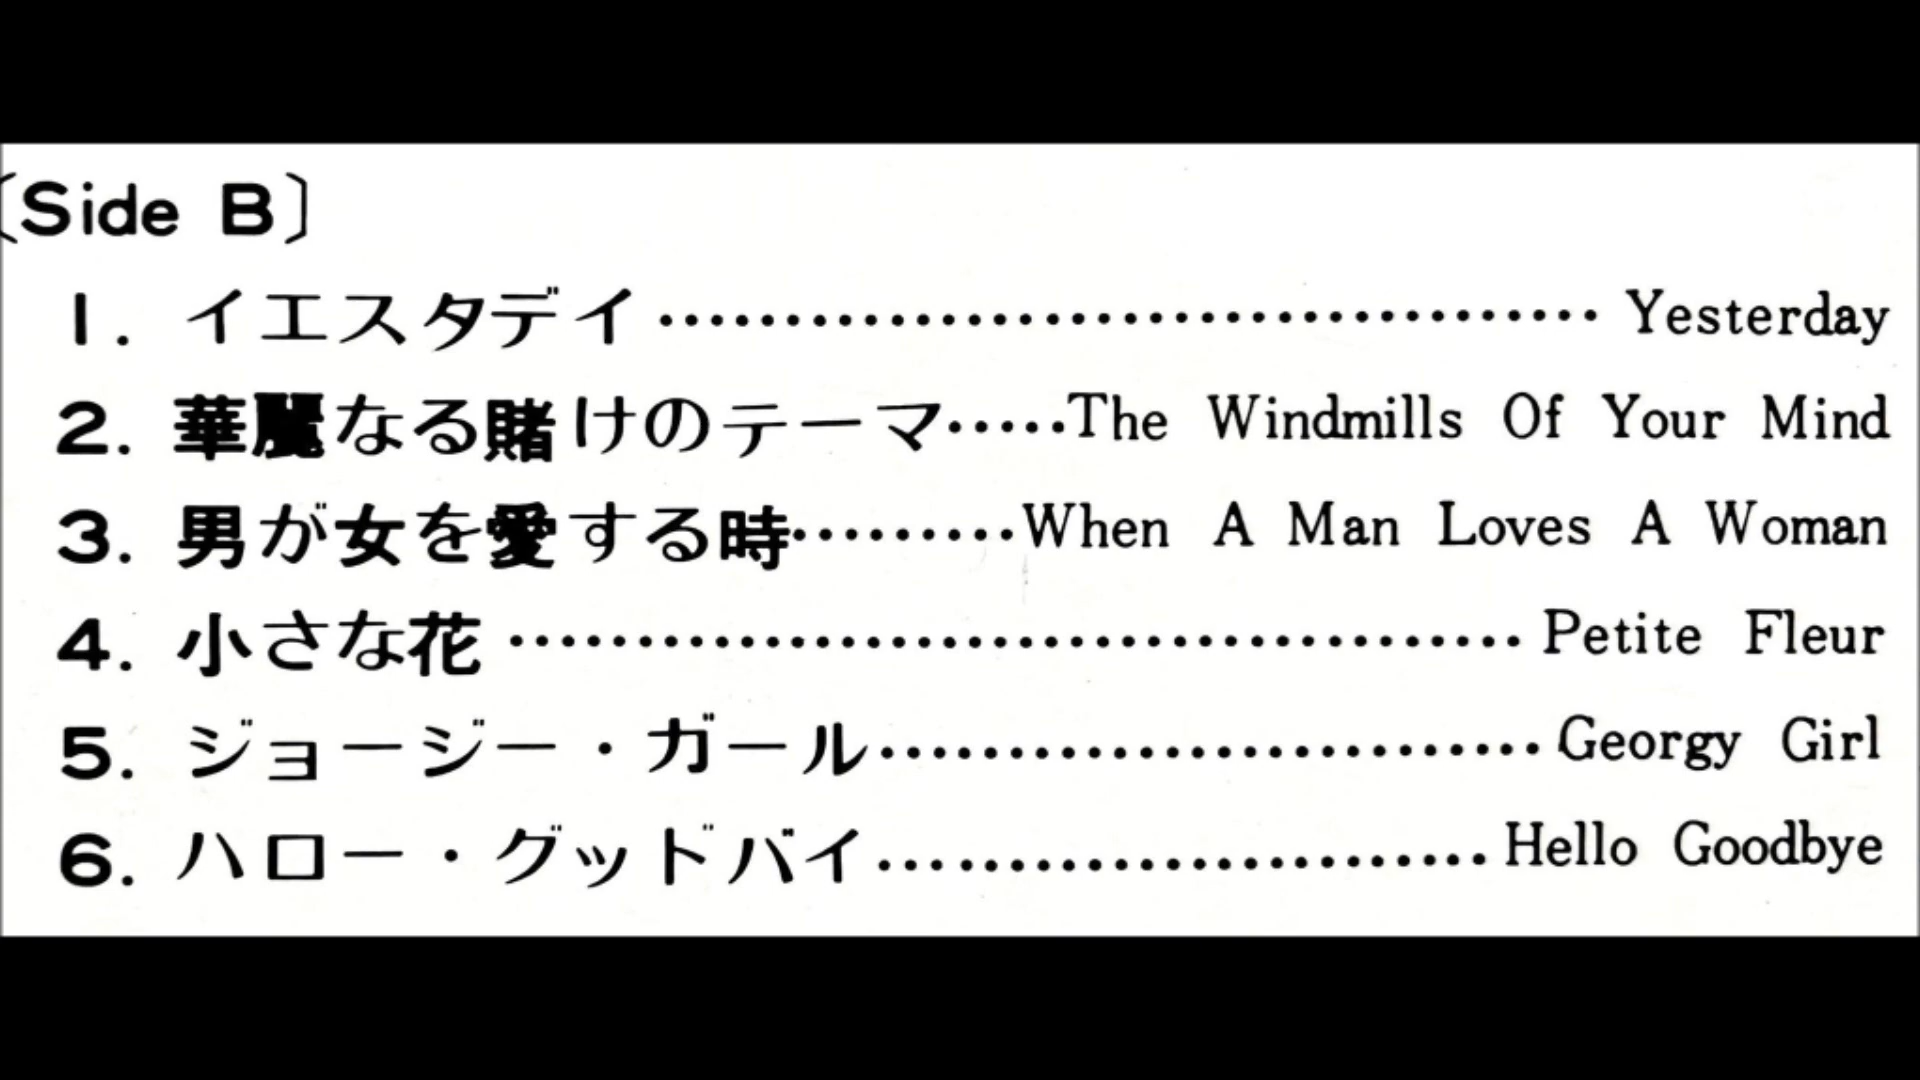 〔Side B〕
1. イエスタデイ…………………………………… Yesterday
2. 華麗なる賭けのテーマ……The Windmills Of Your Mind
3. 男が女を愛する時………When A Man Loves A Woman
4. 小さな花 …………………………………… Petite Fleur
5. ジョージー・ガール………………………Georgy Girl
6. ハロー・グッドバイ……………………… Hello Goodbye